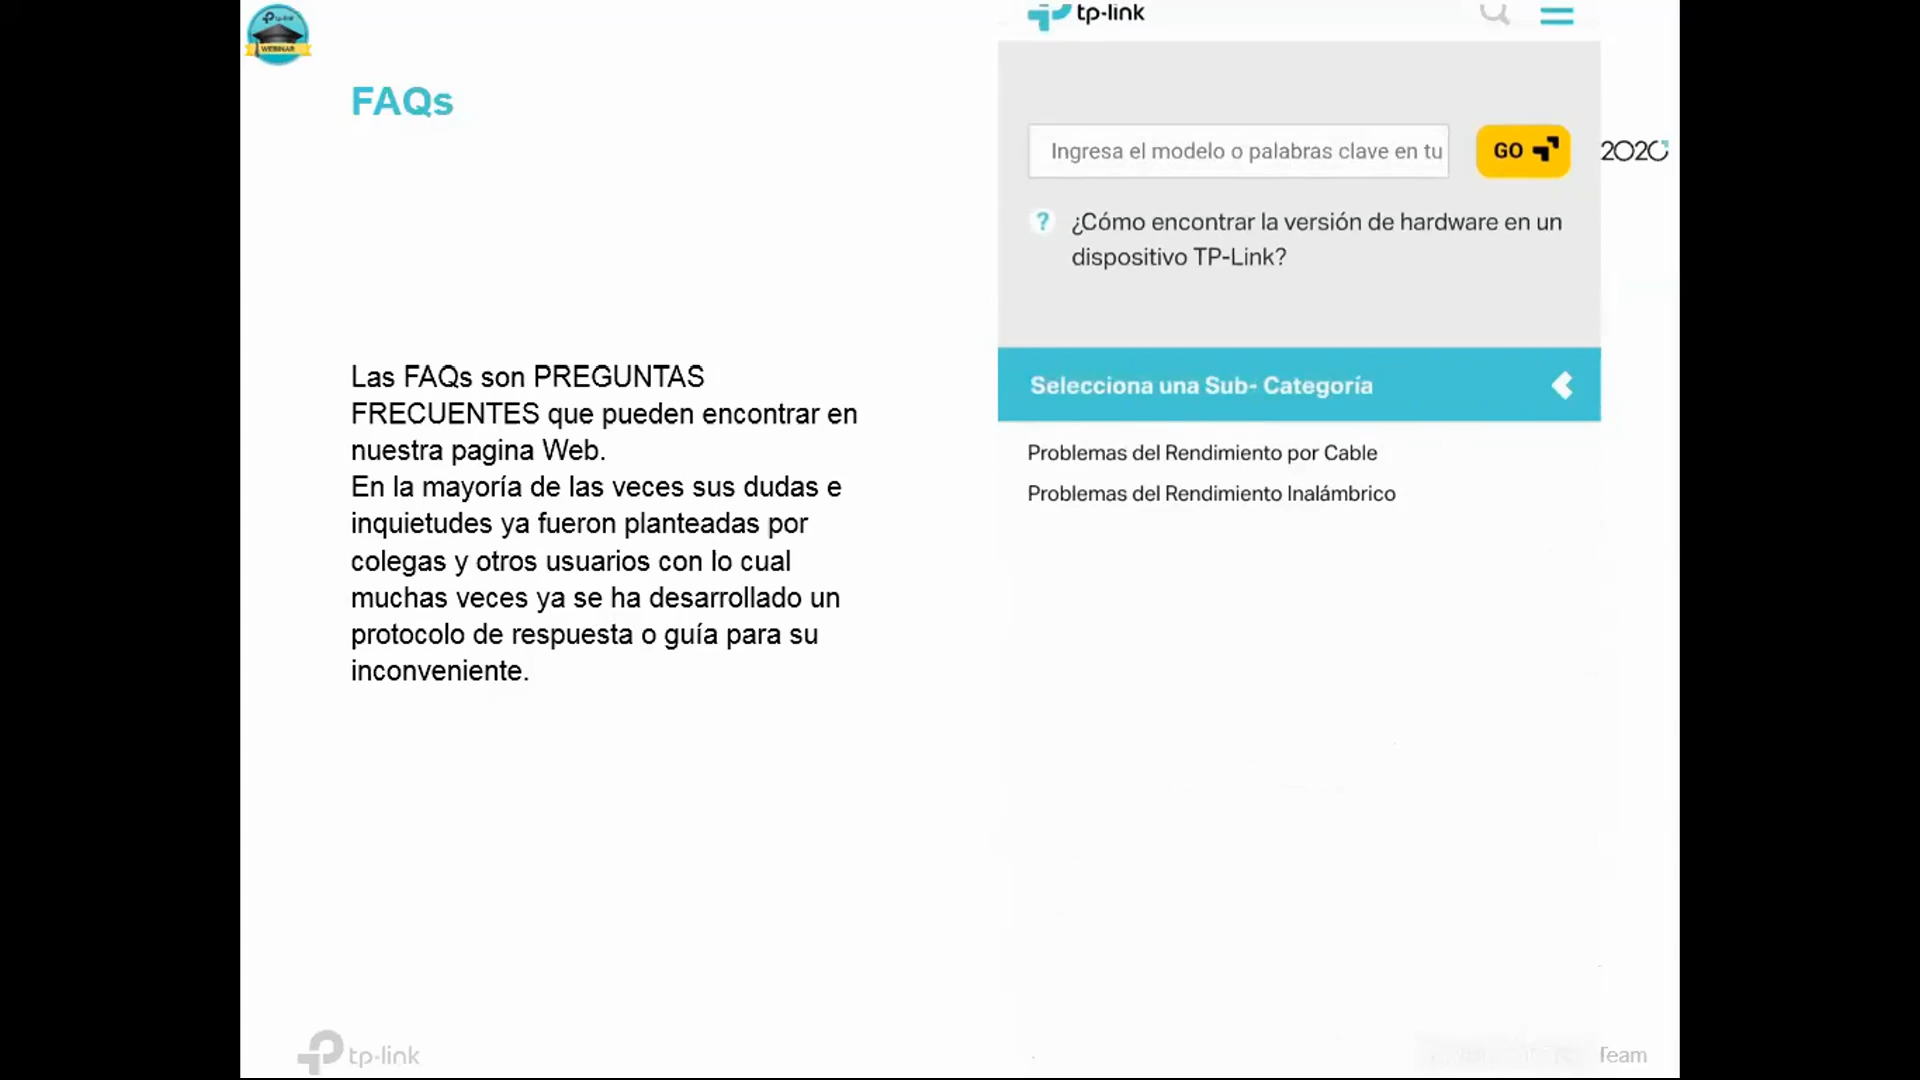 tp-link
WEBINAR
FAQs
Las FAQs son PREGUNTAS
FRECUENTES que pueden encontrar en
nuestra pagina Web.
En la mayoría de las veces sus dudas e
inquietudes ya fueron planteadas por
colegas y otros usuarios con lo cual
muchas veces ya se ha desarrollado un
protocolo de respuesta o guía para su
inconveniente.
tp-link
tp-link
Ingresa el modelo o palabras clave en tu
GO
2020
? ¿Cómo encontrar la versión de hardware en un
dispositivo TP-Link?
Selecciona una Sub- Categoría
Problemas del Rendimiento por Cable
Problemas del Rendimiento Inalámbrico
Team